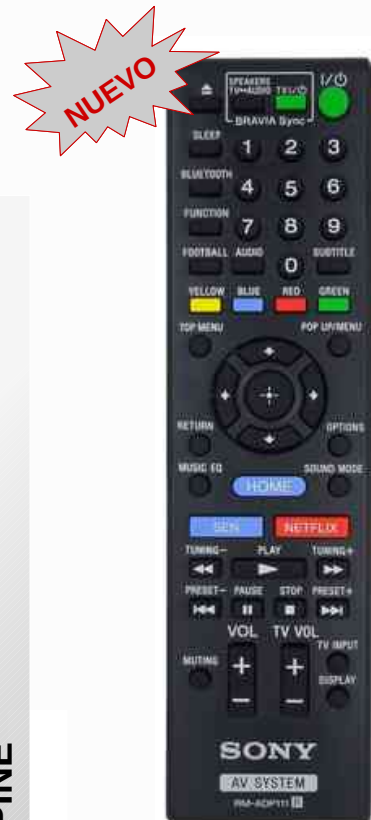 NUEVO
SPEAKERS
TV↔AUDIO TV I/⏻ I/⏻
BRAVIA Sync
SLEEP
1 2 3
BLUETOOTH
4 5 6
FUNCTION
7 8 9
FOOTBALL AUDIO 0 SUBTITLE
YELLOW BLUE RED GREEN
TOP MENU POP UP/MENU
RETURN OPTIONS
MUSIC EQ SOUND MODE
HOME
SEN NETFLIX
TUNING− PLAY TUNING+
PRESET− PAUSE STOP PRESET+
VOL TV VOL
TV INPUT
MUTING + +
DISPLAY
− −
SONY
AV SYSTEM
RM-ADP111